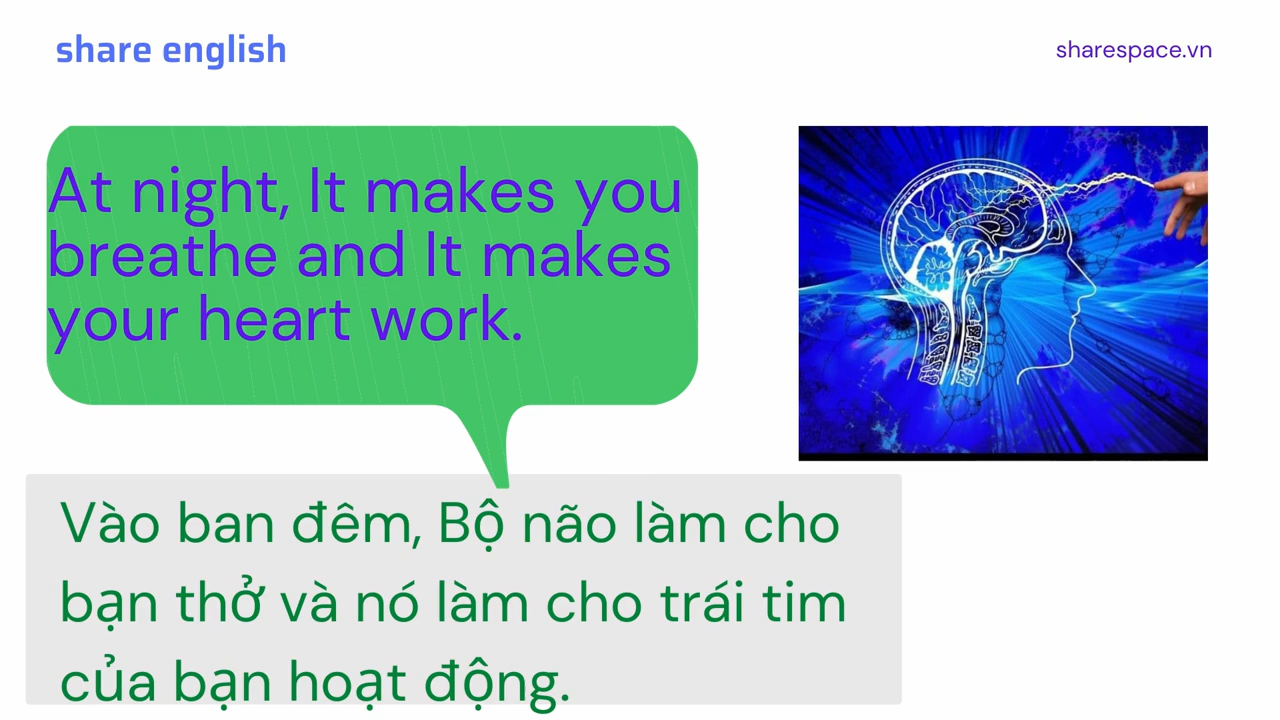 share english
sharespace.vn
At night, It makes you
breathe and It makes
your heart work.
Vào ban đêm, Bộ não làm cho
bạn thở và nó làm cho trái tim
của bạn hoạt động.